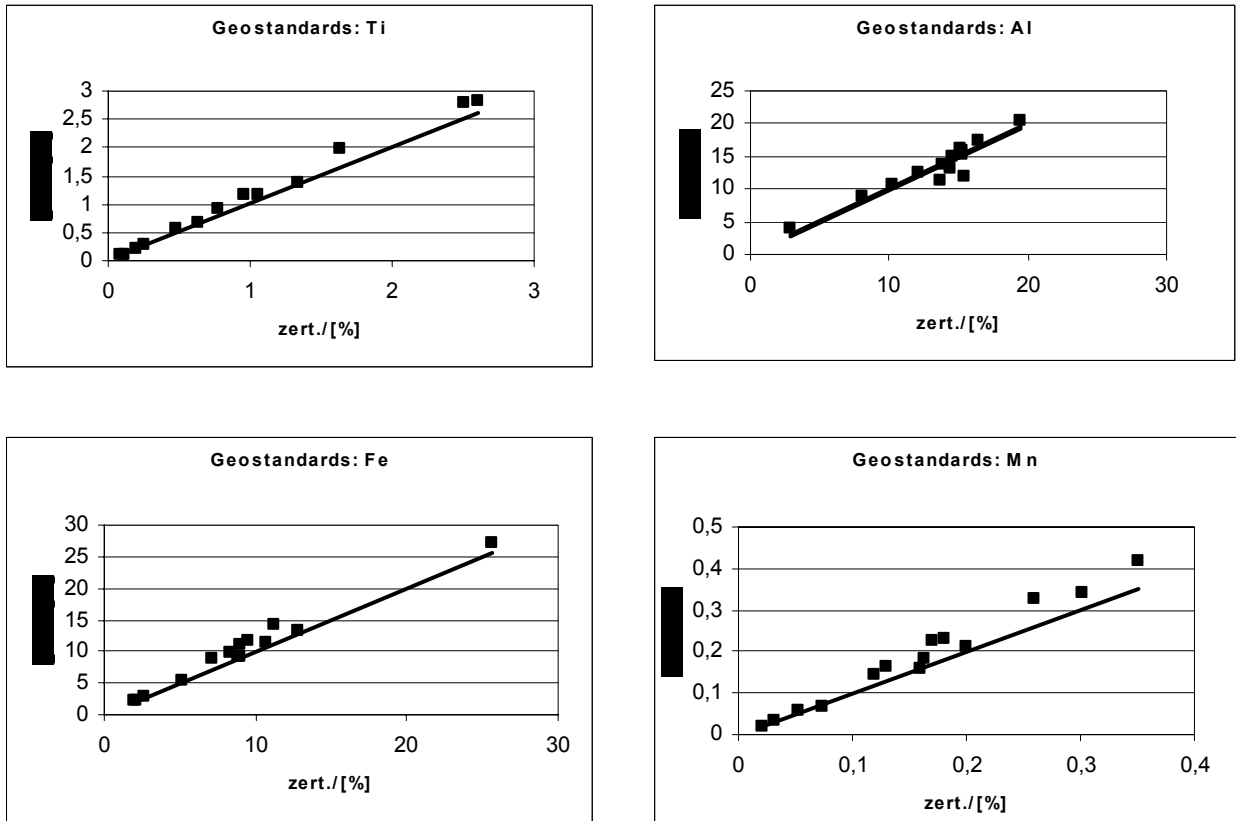 Geostandards: Ti
3
2,5
2
1,5
1
0,5
0
0 1 2 3
zert./[%]
Geostandards: Al
25
20
15
10
5
0
0 10 20 30
zert./[%]
Geostandards: Fe
30
25
20
15
10
5
0
0 10 20 30
zert./[%]
Geostandards: Mn
0,5
0,4
0,3
0,2
0,1
0
0 0,1 0,2 0,3 0,4
zert./[%]